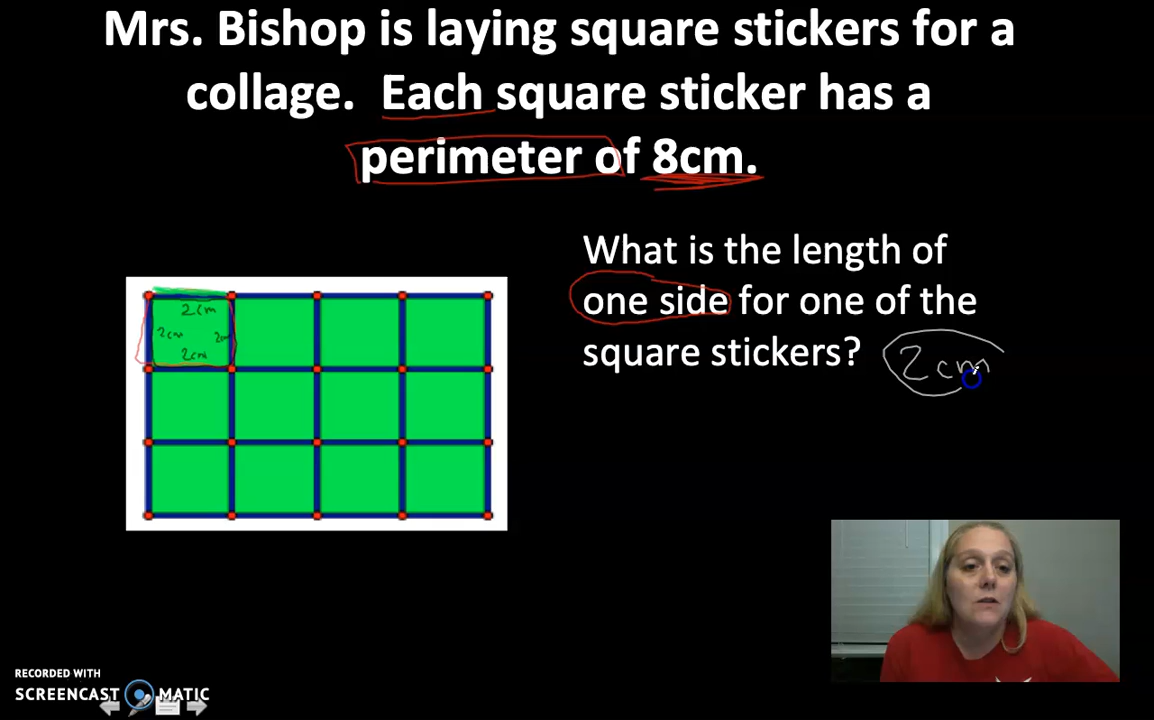 Mrs. Bishop is laying square stickers for a
collage. Each square sticker has a
perimeter of 8cm.
What is the length of
one side for one of the
square stickers? 2cm
2cm
2cm 2cm
2cm
RECORDED WITH
SCREENCAST MATIC